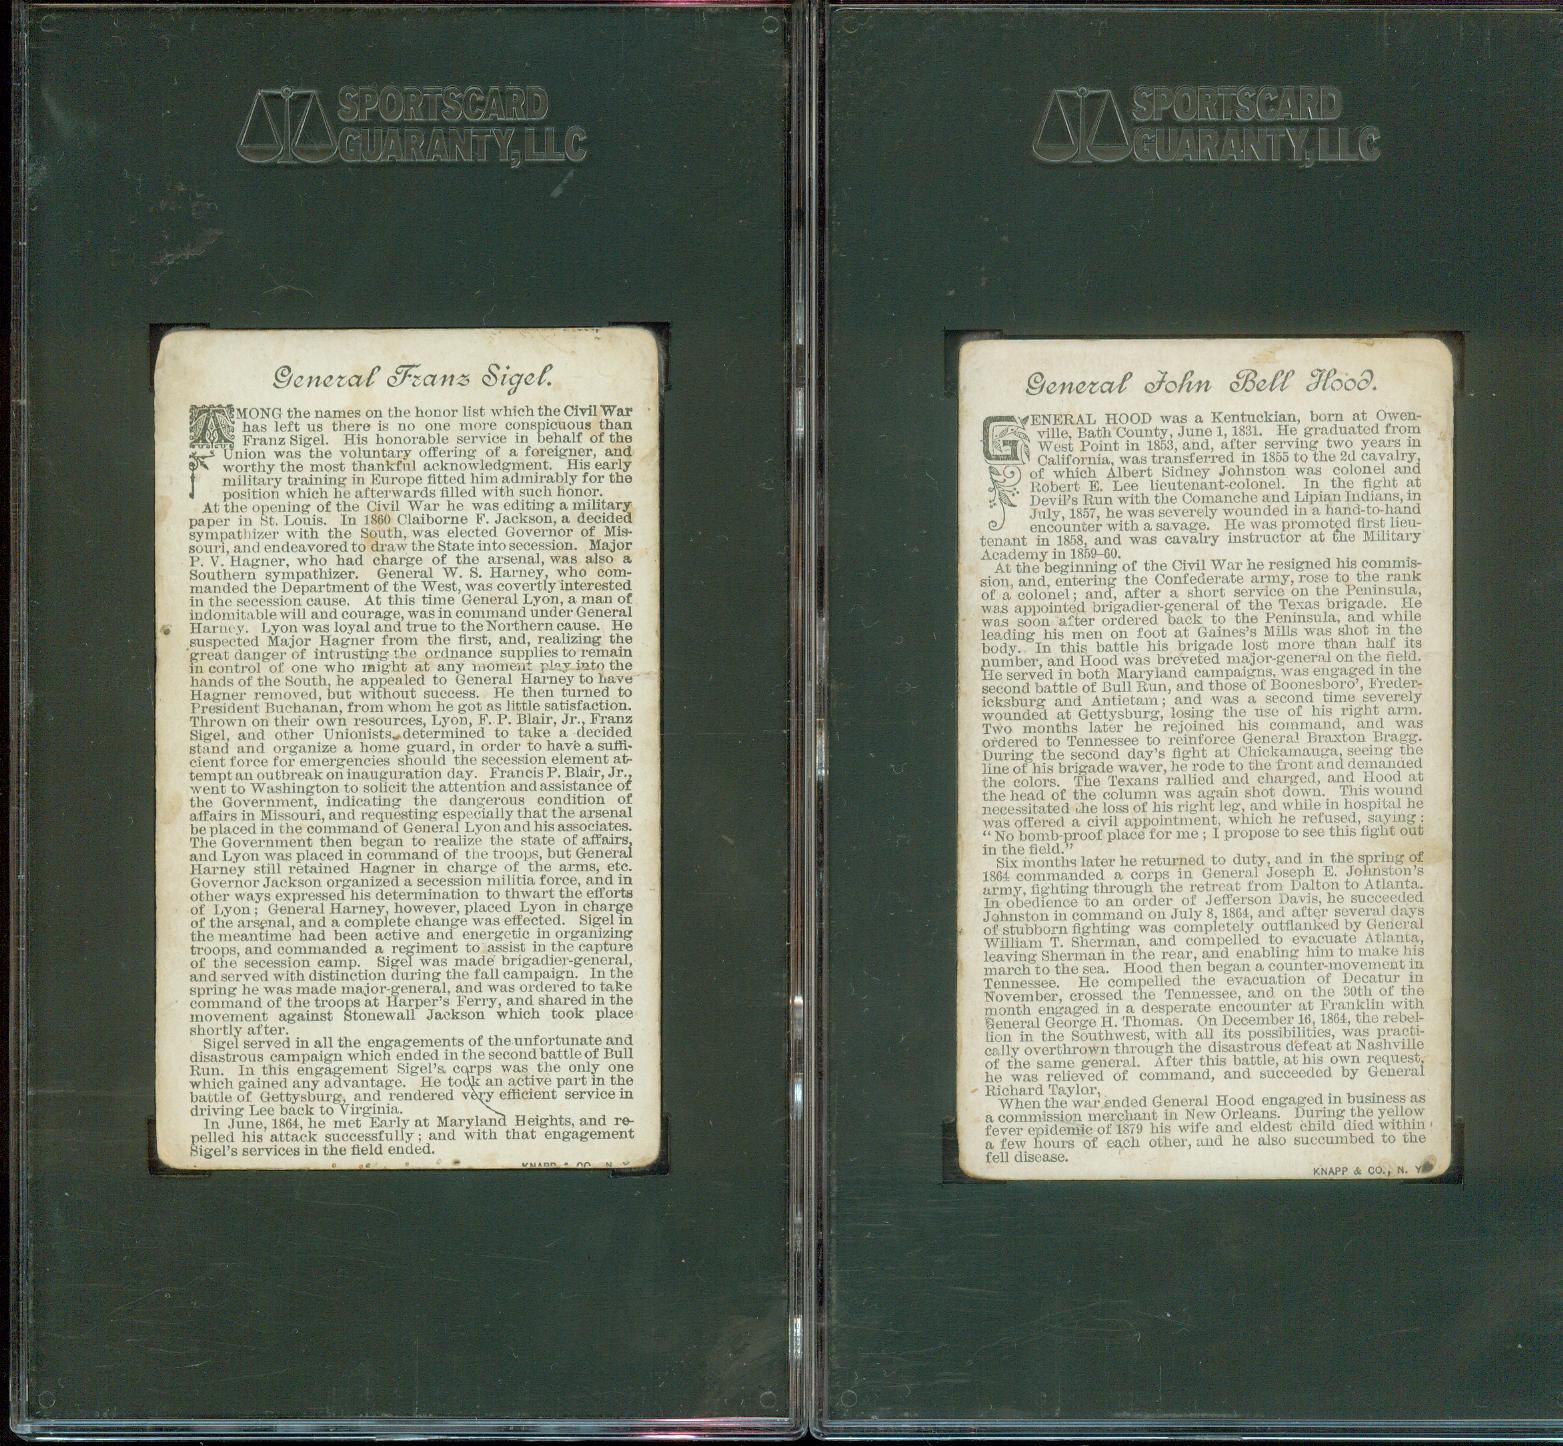 SPORTSCARD
GUARANTY, LLC
General Franz Sigel.
AMONG the names on the honor list which the Civil War
has left us there is no one more conspicuous than
Franz Sigel. His honorable service in behalf of the
Union was the voluntary offering of a foreigner, and
worthy the most thankful acknowledgment. His early
military training in Europe fitted him admirably for the
position which he afterwards filled with such honor.
At the opening of the Civil War he was editing a military
paper in St. Louis. In 1860 Claiborne F. Jackson, a decided
sympathizer with the South, was elected Governor of Mis-
souri, and endeavored to draw the State into secession. Major
P. V. Hagner, who had charge of the arsenal, was also a
Southern sympathizer. General W. S. Harney, who com-
manded the Department of the West, was covertly interested
in the secession cause. At this time General Lyon, a man of
indomitable will and courage, was in command under General
Harney. Lyon was loyal and true to the Northern cause. He
suspected Major Hagner from the first, and, realizing the
great danger of intrusting the ordnance supplies to remain
in control of one who might at any moment play into the
hands of the South, he appealed to General Harney to have
Hagner removed, but without success. He then turned to
President Buchanan, from whom he got as little satisfaction.
Thrown on their own resources, Lyon, F. P. Blair, Jr., Franz
Sigel, and other Unionists determined to take a decided
stand and organize a home guard, in order to have a suffi-
cient force for emergencies should the secession element at-
tempt an outbreak on inauguration day. Francis P. Blair, Jr.,
went to Washington to solicit the attention and assistance of
the Government, indicating the dangerous condition of
affairs in Missouri, and requesting especially that the arsenal
be placed in the command of General Lyon and his associates.
The Government then began to realize the state of affairs,
and Lyon was placed in command of the troops, but General
Harney still retained Hagner in charge of the arms, etc.
Governor Jackson organized a secession militia force, and in
other ways expressed his determination to thwart the efforts
of Lyon; General Harney, however, placed Lyon in charge
of the arsenal, and a complete change was effected. Sigel in
the meantime had been active and energetic in organizing
troops, and commanded a regiment to assist in the capture
of the secession camp. Sigel was made brigadier-general,
and served with distinction during the fall campaign. In the
spring he was made major-general, and was ordered to take
command of the troops at Harper's Ferry, and shared in the
movement against Stonewall Jackson which took place
shortly after.
Sigel served in all the engagements of the unfortunate and
disastrous campaign which ended in the second battle of Bull
Run. In this engagement Sigel's corps was the only one
which gained any advantage. He took an active part in the
battle of Gettysburg, and rendered very efficient service in
driving Lee back to Virginia.
In June, 1864, he met Early at Maryland Heights, and re-
pelled his attack successfully; and with that engagement
Sigel's services in the field ended.
KNAPP & CO., N. Y.
SPORTSCARD
GUARANTY, LLC
General John Bell Hood.
GENERAL HOOD was a Kentuckian, born at Owen-
ville, Bath County, June 1, 1831. He graduated from
West Point in 1853, and, after serving two years in
California, was transferred in 1855 to the 2d cavalry,
of which Albert Sidney Johnston was colonel and
Robert E. Lee lieutenant-colonel. In the fight at
Devil's Run with the Comanche and Lipian Indians, in
July, 1857, he was severely wounded in a hand-to-hand
encounter with a savage. He was promoted first lieu-
tenant in 1858, and was cavalry instructor at the Military
Academy in 1859-60.
At the beginning of the Civil War he resigned his commis-
sion, and, entering the Confederate army, rose to the rank
of a colonel; and, after a short service on the Peninsula,
was appointed brigadier-general of the Texas brigade. He
was soon after ordered back to the Peninsula, and while
leading his men on foot at Gaines's Mills was shot in the
body. In this battle his brigade lost more than half its
number, and Hood was breveted major-general on the field.
He served in both Maryland campaigns, was engaged in the
second battle of Bull Run, and those of Boonesboro', Freder-
icksburg and Antietam; and was a second time severely
wounded at Gettysburg, losing the use of his right arm.
Two months later he rejoined his command, and was
ordered to Tennessee to reinforce General Braxton Bragg.
During the second day's fight at Chickamauga, seeing the
line of his brigade waver, he rode to the front and demanded
the colors. The Texans rallied and charged, and Hood at
the head of the column was again shot down. This wound
necessitated the loss of his right leg, and while in hospital he
was offered a civil appointment, which he refused, saying:
"No bomb-proof place for me; I propose to see this fight out
in the field."
Six months later he returned to duty, and in the spring of
1864 commanded a corps in General Joseph E. Johnston's
army, fighting through the retreat from Dalton to Atlanta.
In obedience to an order of Jefferson Davis, he succeeded
Johnston in command on July 8, 1864, and after several days
of stubborn fighting was completely outflanked by General
William T. Sherman, and compelled to evacuate Atlanta,
leaving Sherman in the rear, and enabling him to make his
march to the sea. Hood then began a counter-movement in
Tennessee. He compelled the evacuation of Decatur in
November, crossed the Tennessee, and on the 30th of the
month engaged in a desperate encounter at Franklin with
General George H. Thomas. On December 16, 1864, the rebel-
lion in the Southwest, with all its possibilities, was practi-
cally overthrown through the disastrous defeat at Nashville
of the same general. After this battle, at his own request,
he was relieved of command, and succeeded by General
Richard Taylor.
When the war ended General Hood engaged in business as
a commission merchant in New Orleans. During the yellow
fever epidemic of 1879 his wife and eldest child died within
a few hours of each other, and he also succumbed to the
fell disease.
KNAPP & CO., N. Y.